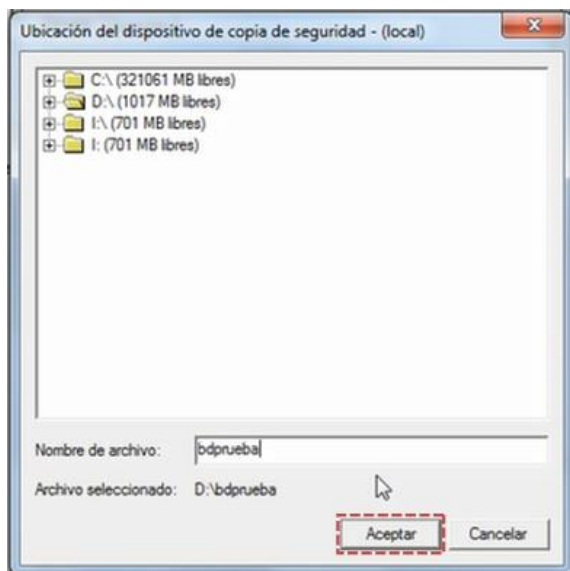 Ubicación del dispositivo de copia de seguridad - (local)
C:\ (321061 MB libres)
D:\ (1017 MB libres)
I:\ (701 MB libres)
I: (701 MB libres)
Nombre de archivo: bdprueba
Archivo seleccionado: D:\bdprueba
Aceptar Cancelar